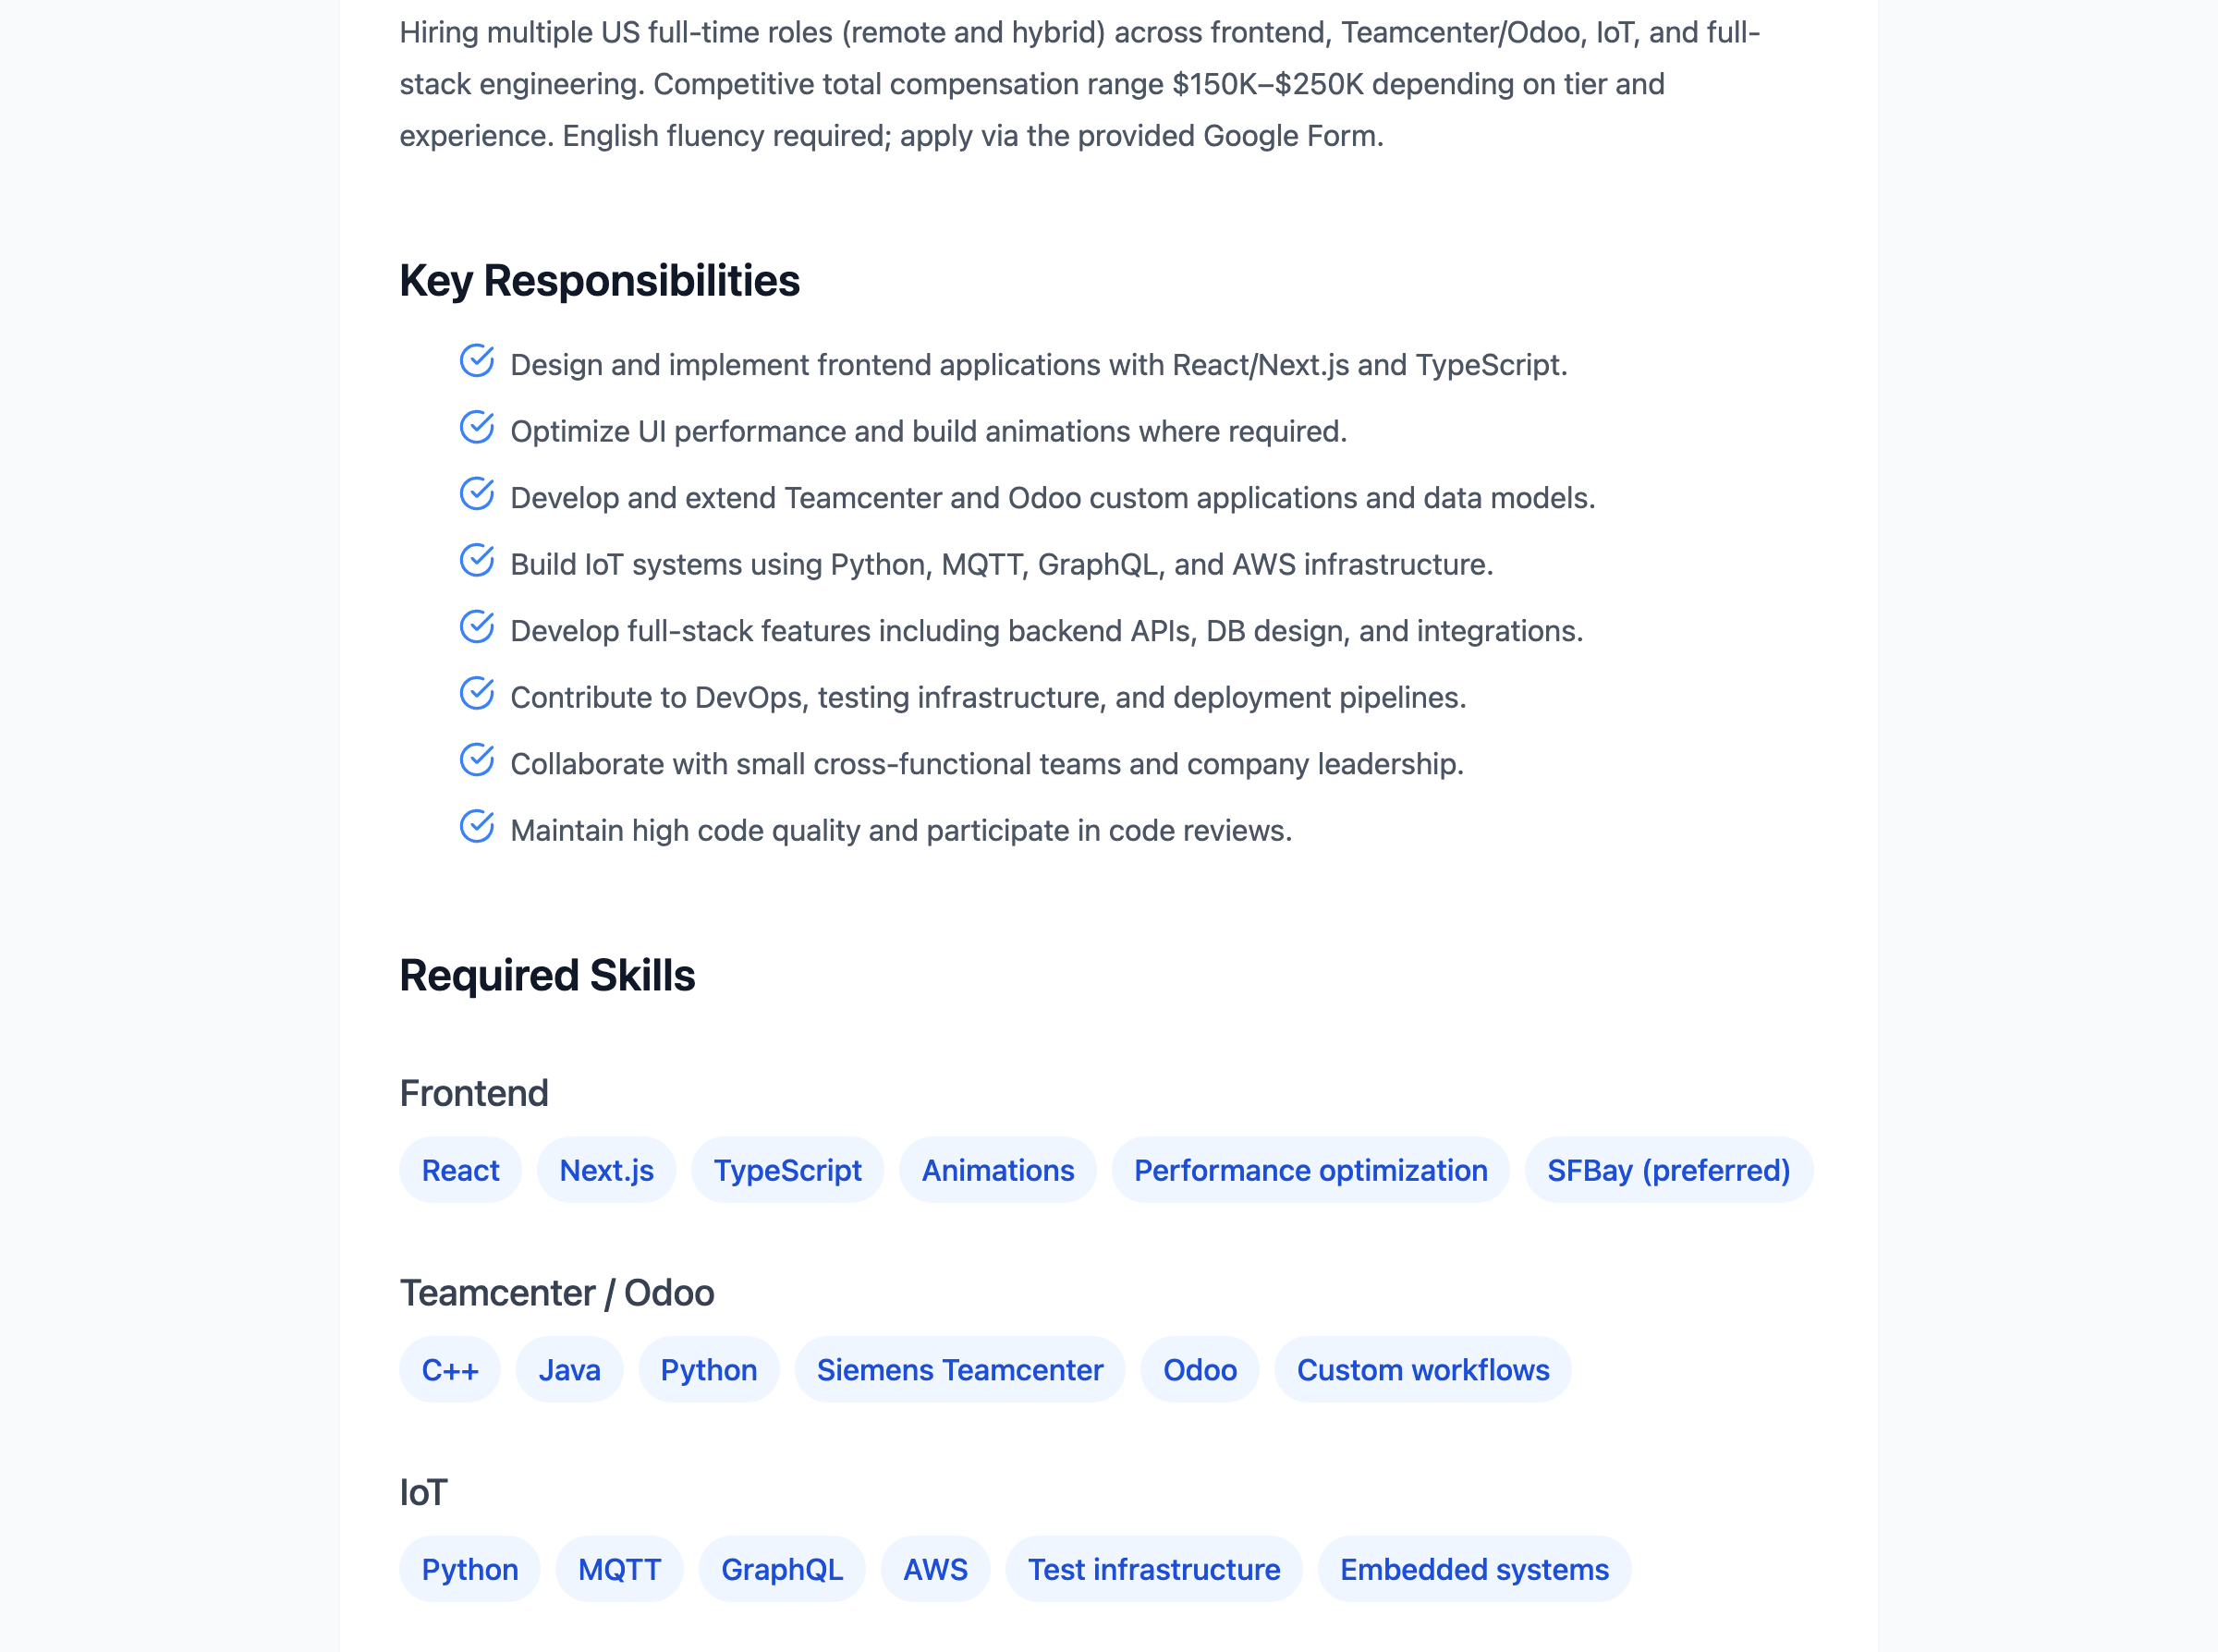 Hiring multiple US full-time roles (remote and hybrid) across frontend, Teamcenter/Odoo, IoT, and full-
stack engineering. Competitive total compensation range $150K–$250K depending on tier and
experience. English fluency required; apply via the provided Google Form.
Key Responsibilities
Design and implement frontend applications with React/Next.js and TypeScript.
Optimize UI performance and build animations where required.
Develop and extend Teamcenter and Odoo custom applications and data models.
Build IoT systems using Python, MQTT, GraphQL, and AWS infrastructure.
Develop full-stack features including backend APIs, DB design, and integrations.
Contribute to DevOps, testing infrastructure, and deployment pipelines.
Collaborate with small cross-functional teams and company leadership.
Maintain high code quality and participate in code reviews.
Required Skills
Frontend
React Next.js TypeScript Animations Performance optimization SFBay (preferred)
Teamcenter / Odoo
C++ Java Python Siemens Teamcenter Odoo Custom workflows
IoT
Python MQTT GraphQL AWS Test infrastructure Embedded systems